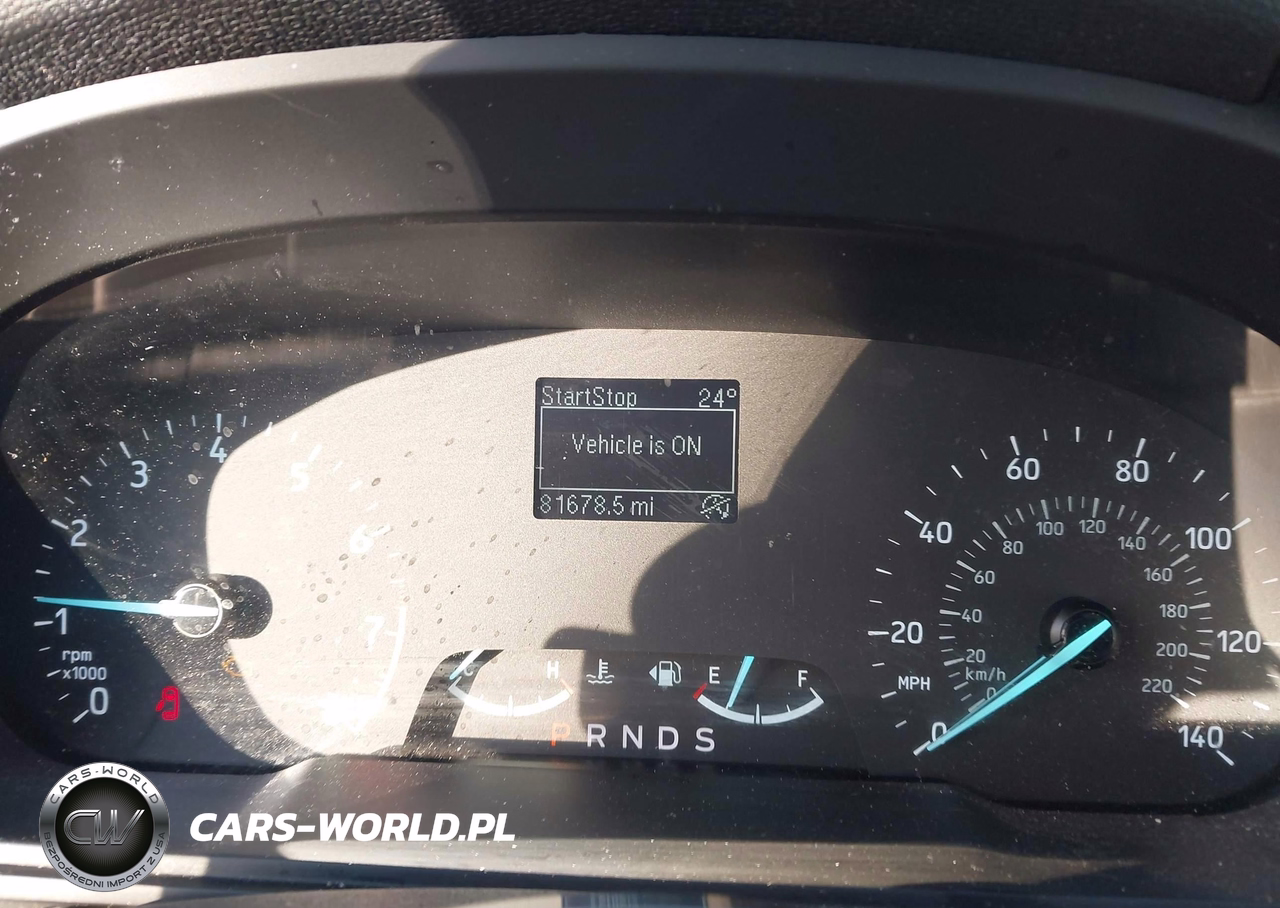 StartStop 24°
Vehicle is ON
81678.5 mi
0 1 2 3 4 5 6 7
rpm
x1000
C H
E F
P R N D S
0 20 40 60 80 100 120 140
MPH
0 20 40 60 80 100 120 140 160 180 200 220
km/h
CARS-WORLD
CW
BEZPOŚREDNI IMPORT Z USA
CARS-WORLD.PL